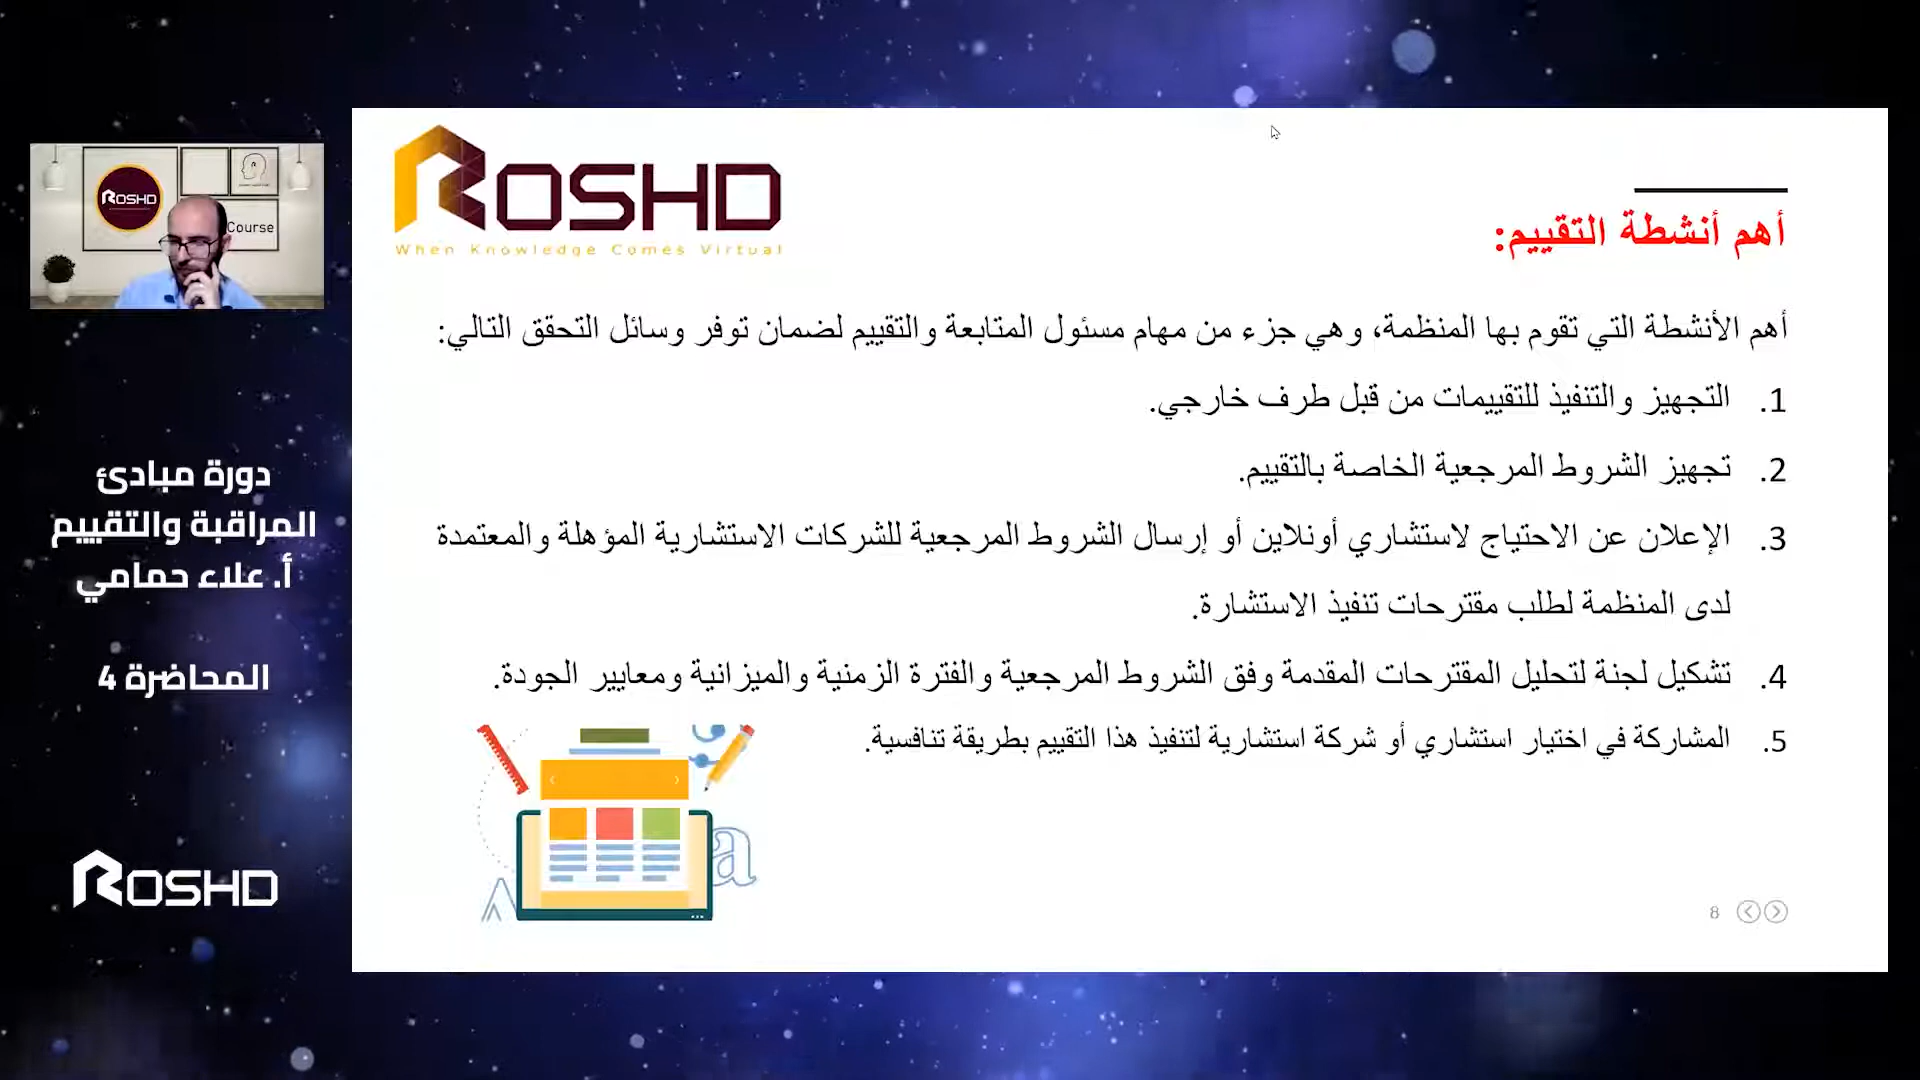 ROSHD
When Knowledge Comes Virtual
أهم أنشطة التقييم:
أهم الأنشطة التي تقوم بها المنظمة، وهي جزء من مهام مسئول المتابعة والتقييم لضمان توفر وسائل التحقق التالي:
1. التجهيز والتنفيذ للتقييمات من قبل طرف خارجي.
2. تجهيز الشروط المرجعية الخاصة بالتقييم.
3. الإعلان عن الاحتياج لاستشاري أونلاين أو إرسال الشروط المرجعية للشركات الاستشارية المؤهلة والمعتمدة
لدى المنظمة لطلب مقترحات تنفيذ الاستشارة.
4. تشكيل لجنة لتحليل المقترحات المقدمة وفق الشروط المرجعية والفترة الزمنية والميزانية ومعايير الجودة.
5. المشاركة في اختيار استشاري أو شركة استشارية لتنفيذ هذا التقييم بطريقة تنافسية.
a
A
8
ROSHD
Course
دورة مبادئ
المراقبة والتقييم
أ. علاء حمامي
المحاضرة 4
ROSHD